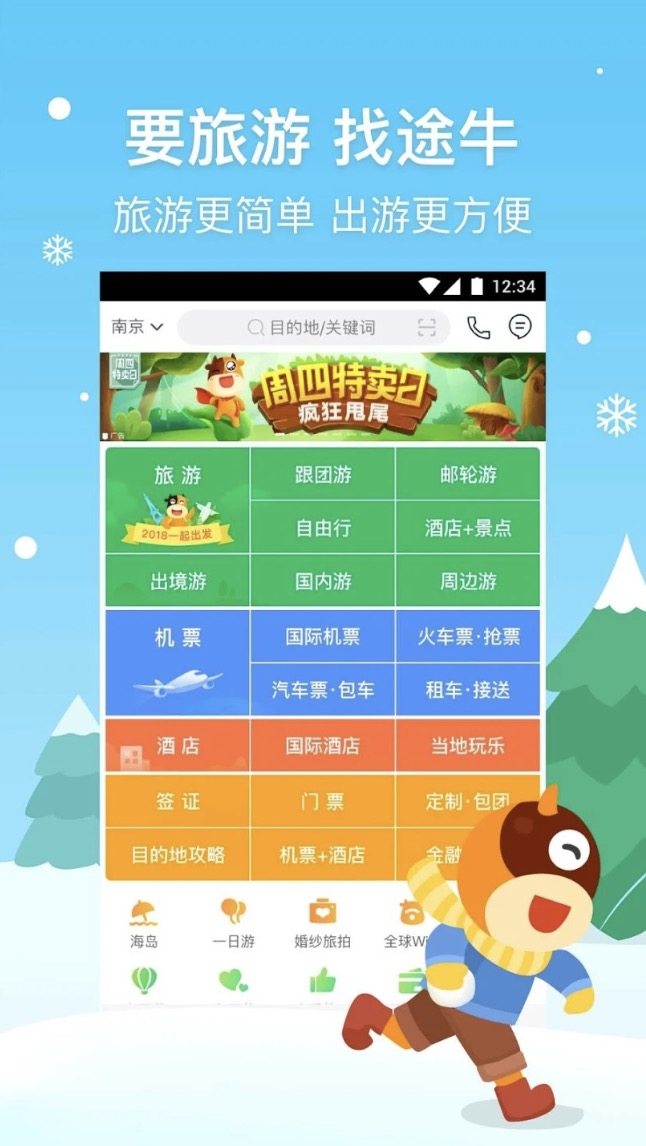 要旅游 找途牛
旅游更简单 出游更方便
12:34
南京 目的地/关键词
周四
特卖日
周四特卖日
疯狂甩尾
广告
旅 游 跟团游 邮轮游
2018一起出发
自由行 酒店+景点
出境游 国内游 周边游
机 票 国际机票 火车票·抢票
汽车票·包车 租车·接送
酒 店 国际酒店 当地玩乐
签 证 门 票 定制·包团
目的地攻略 机票+酒店 金融
海岛 一日游 婚纱旅拍 全球Wi